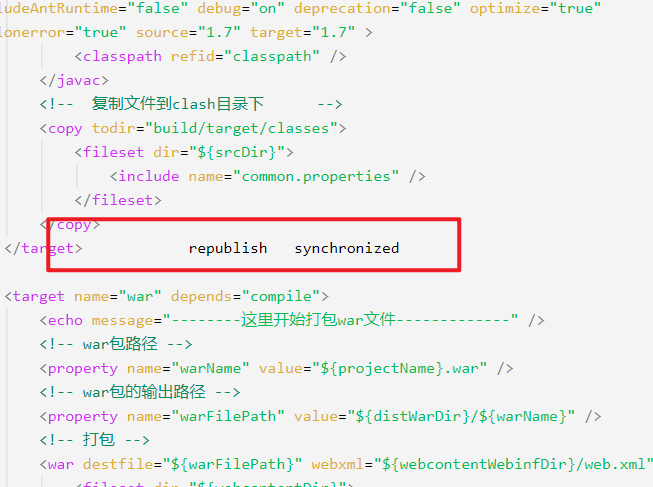 ludeAntRuntime="false" debug="on" deprecation="false" optimize="true"
lonerror="true" source="1.7" target="1.7" >
<classpath refid="classpath" />
</javac>
<!--  复制文件到clash目录下      -->
<copy todir="build/target/classes">
<fileset dir="${srcDir}">
<include name="common.properties" />
</fileset>
</copy>
</target>            republish   synchronized
<target name="war" depends="compile">
<echo message="--------这里开始打包war文件-------------" />
<!-- war包路径 -->
<property name="warName" value="${projectName}.war" />
<!-- war包的输出路径 -->
<property name="warFilePath" value="${distWarDir}/${warName}" />
<!-- 打包 -->
<war destfile="${warFilePath}" webxml="${webcontentWebinfDir}/web.xml"
<fileset dir="${webcontentDir}">